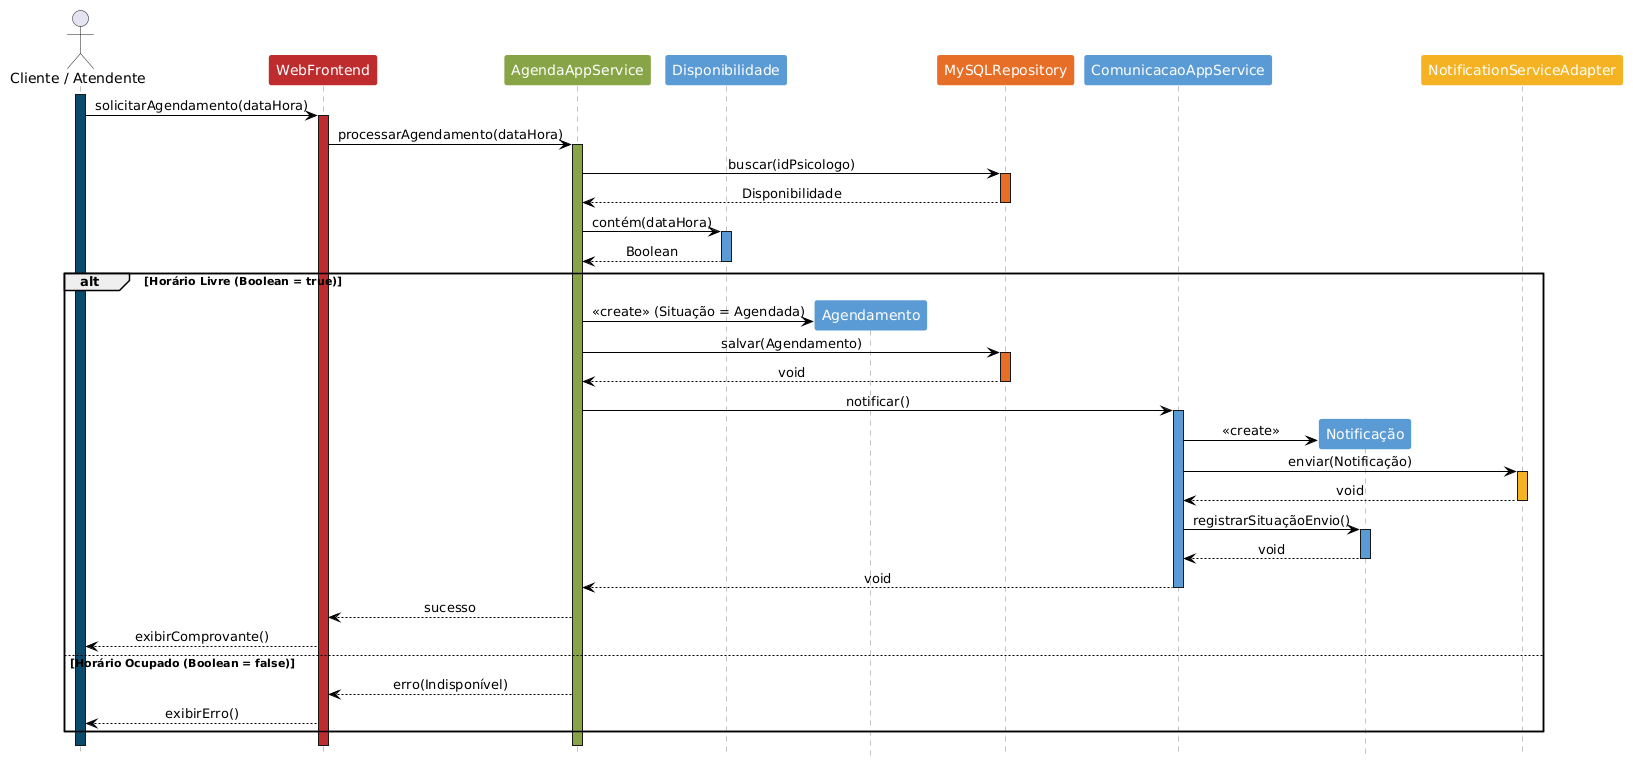 Cliente / Atendente
WebFrontend
AgendaAppService
Disponibilidade
MySQLRepository
ComunicacaoAppService
NotificationServiceAdapter
solicitarAgendamento(dataHora)
processarAgendamento(dataHora)
buscar(idPsicologo)
Disponibilidade
contém(dataHora)
Boolean
alt
[Horário Livre (Boolean = true)]
«create» (Situação = Agendada)
Agendamento
salvar(Agendamento)
void
notificar()
«create»
Notificação
enviar(Notificação)
void
registrarSituaçãoEnvio()
void
void
sucesso
exibirComprovante()
[Horário Ocupado (Boolean = false)]
erro(Indisponível)
exibirErro()